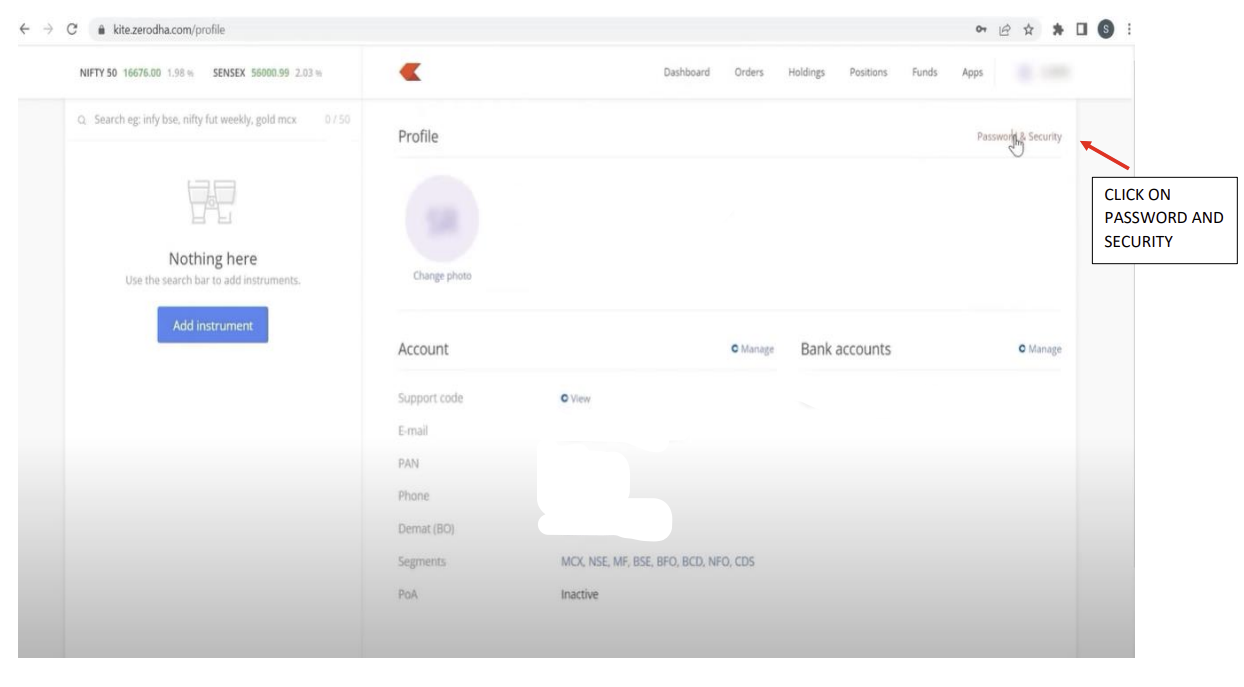 kite.zerodha.com/profile
S
NIFTY 50 16676.00 1.98 % SENSEX 56000.99 2.03 %
Dashboard Orders Holdings Positions Funds Apps
Search eg: infy bse, nifty fut weekly, gold mcx 0 / 50
Profile
Password & Security
CLICK ON
PASSWORD AND
SECURITY
Nothing here
Use the search bar to add instruments.
Add instrument
Change photo
Account Manage
Bank accounts Manage
Support code View
E-mail
PAN
Phone
Demat (BO)
Segments MCX, NSE, MF, BSE, BFO, BCD, NFO, CDS
PoA Inactive